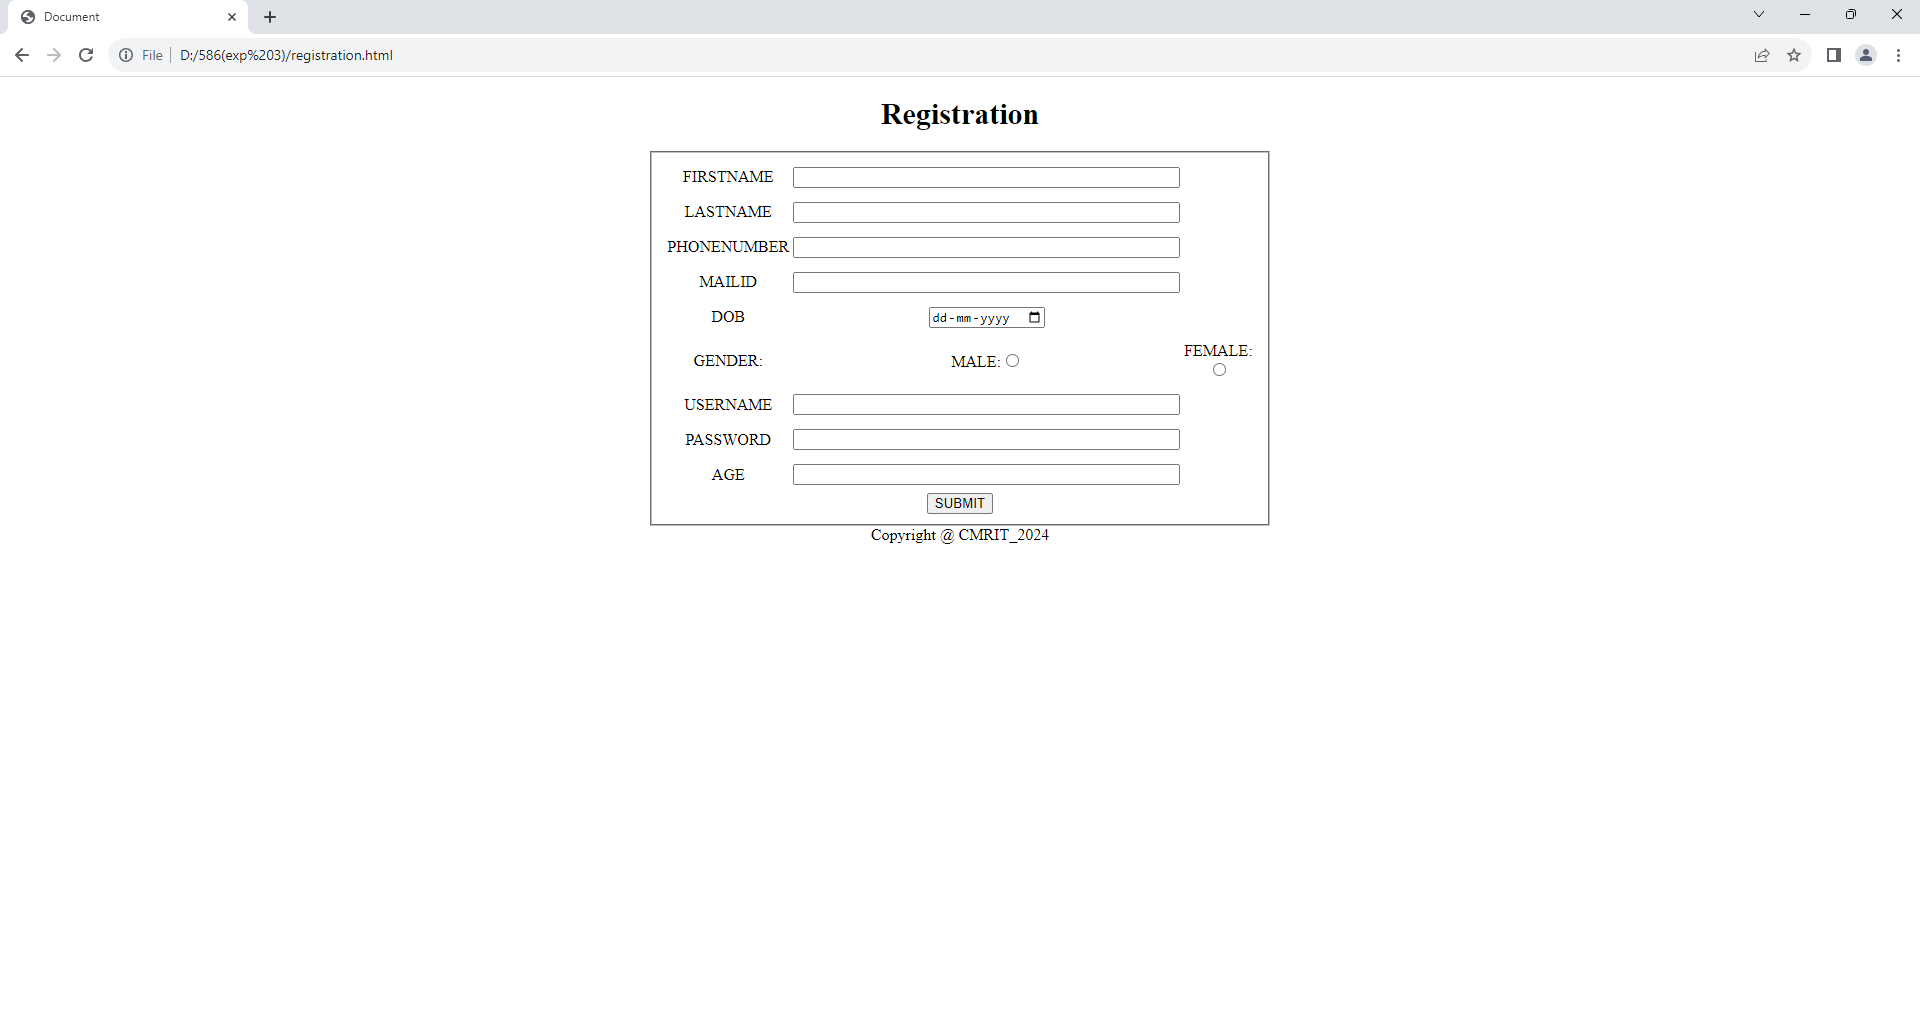 Document
File D:/586(exp%203)/registration.html
Registration
FIRSTNAME
LASTNAME
PHONENUMBER
MAILID
DOB dd-mm-yyyy
GENDER: MALE: FEMALE:
USERNAME
PASSWORD
AGE
SUBMIT
Copyright @ CMRIT_2024